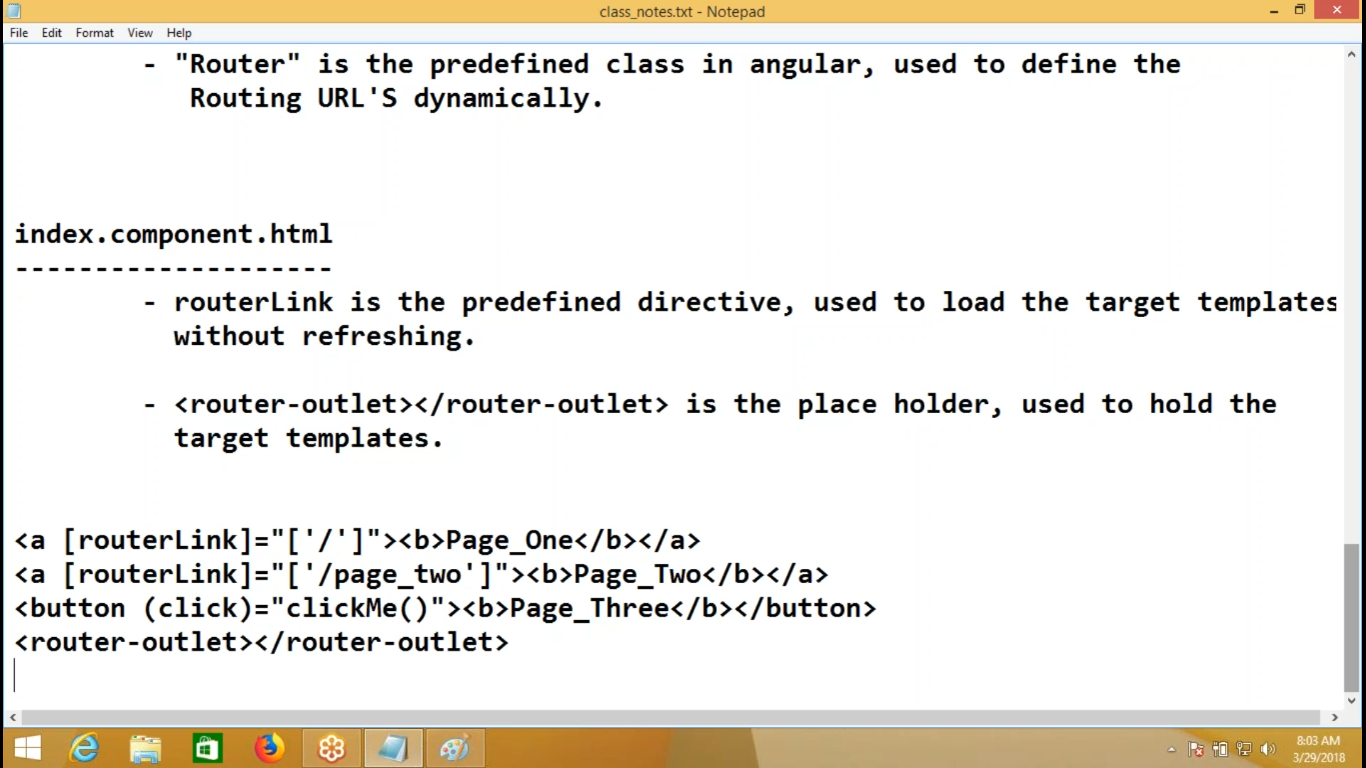 class_notes.txt - Notepad
File Edit Format View Help
- "Router" is the predefined class in angular, used to define the
Routing URL'S dynamically.
index.component.html
--------------------
- routerLink is the predefined directive, used to load the target templates
without refreshing.
- <router-outlet></router-outlet> is the place holder, used to hold the
target templates.
<a [routerLink]="['/']"><b>Page_One</b></a>
<a [routerLink]="['/page_two']"><b>Page_Two</b></a>
<button (click)="clickMe()"><b>Page_Three</b></button>
<router-outlet></router-outlet>
8:03 AM
3/29/2018